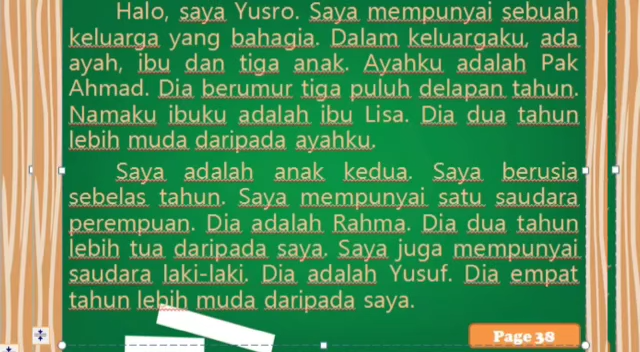 Halo, saya Yusro. Saya mempunyai sebuah
keluarga yang bahagia. Dalam keluargaku, ada
ayah, ibu dan tiga anak. Ayahku adalah Pak
Ahmad. Dia berumur tiga puluh delapan tahun.
Namaku ibuku adalah ibu Lisa. Dia dua tahun
lebih muda daripada ayahku.
Saya adalah anak kedua. Saya berusia
sebelas tahun. Saya mempunyai satu saudara
perempuan. Dia adalah Rahma. Dia dua tahun
lebih tua daripada saya. Saya juga mempunyai
saudara laki-laki. Dia adalah Yusuf. Dia empat
tahun lebih muda daripada saya.
Page 38